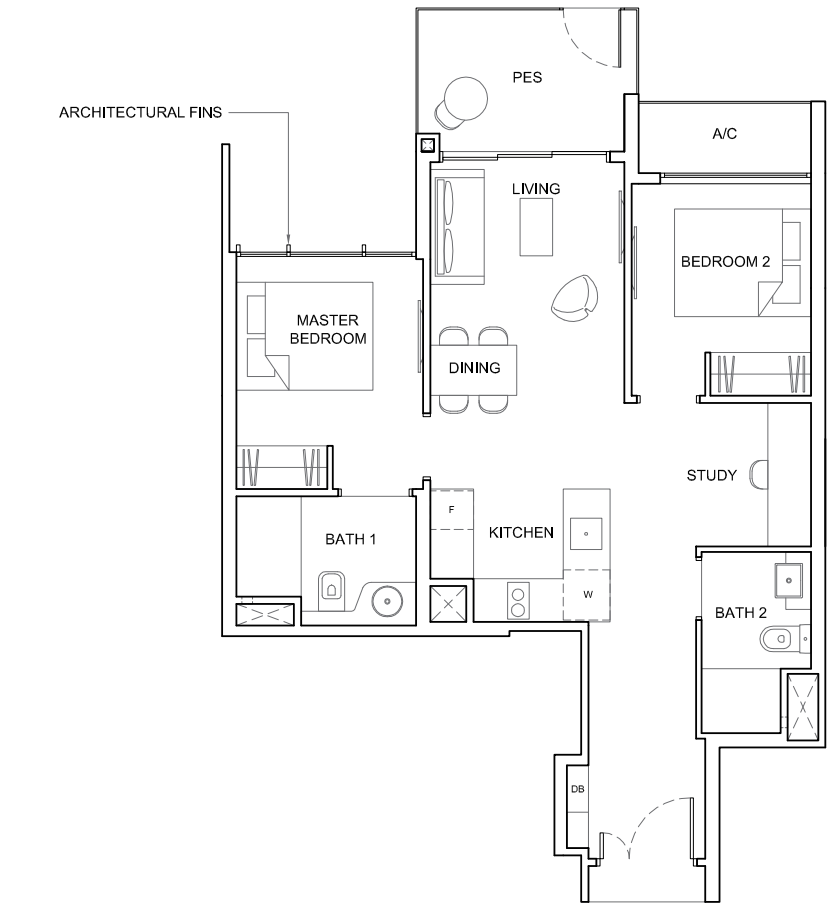 PES
ARCHITECTURAL FINS
A/C
LIVING
BEDROOM 2
MASTER
BEDROOM
DINING
STUDY
F
KITCHEN
BATH 1
W
BATH 2
DB